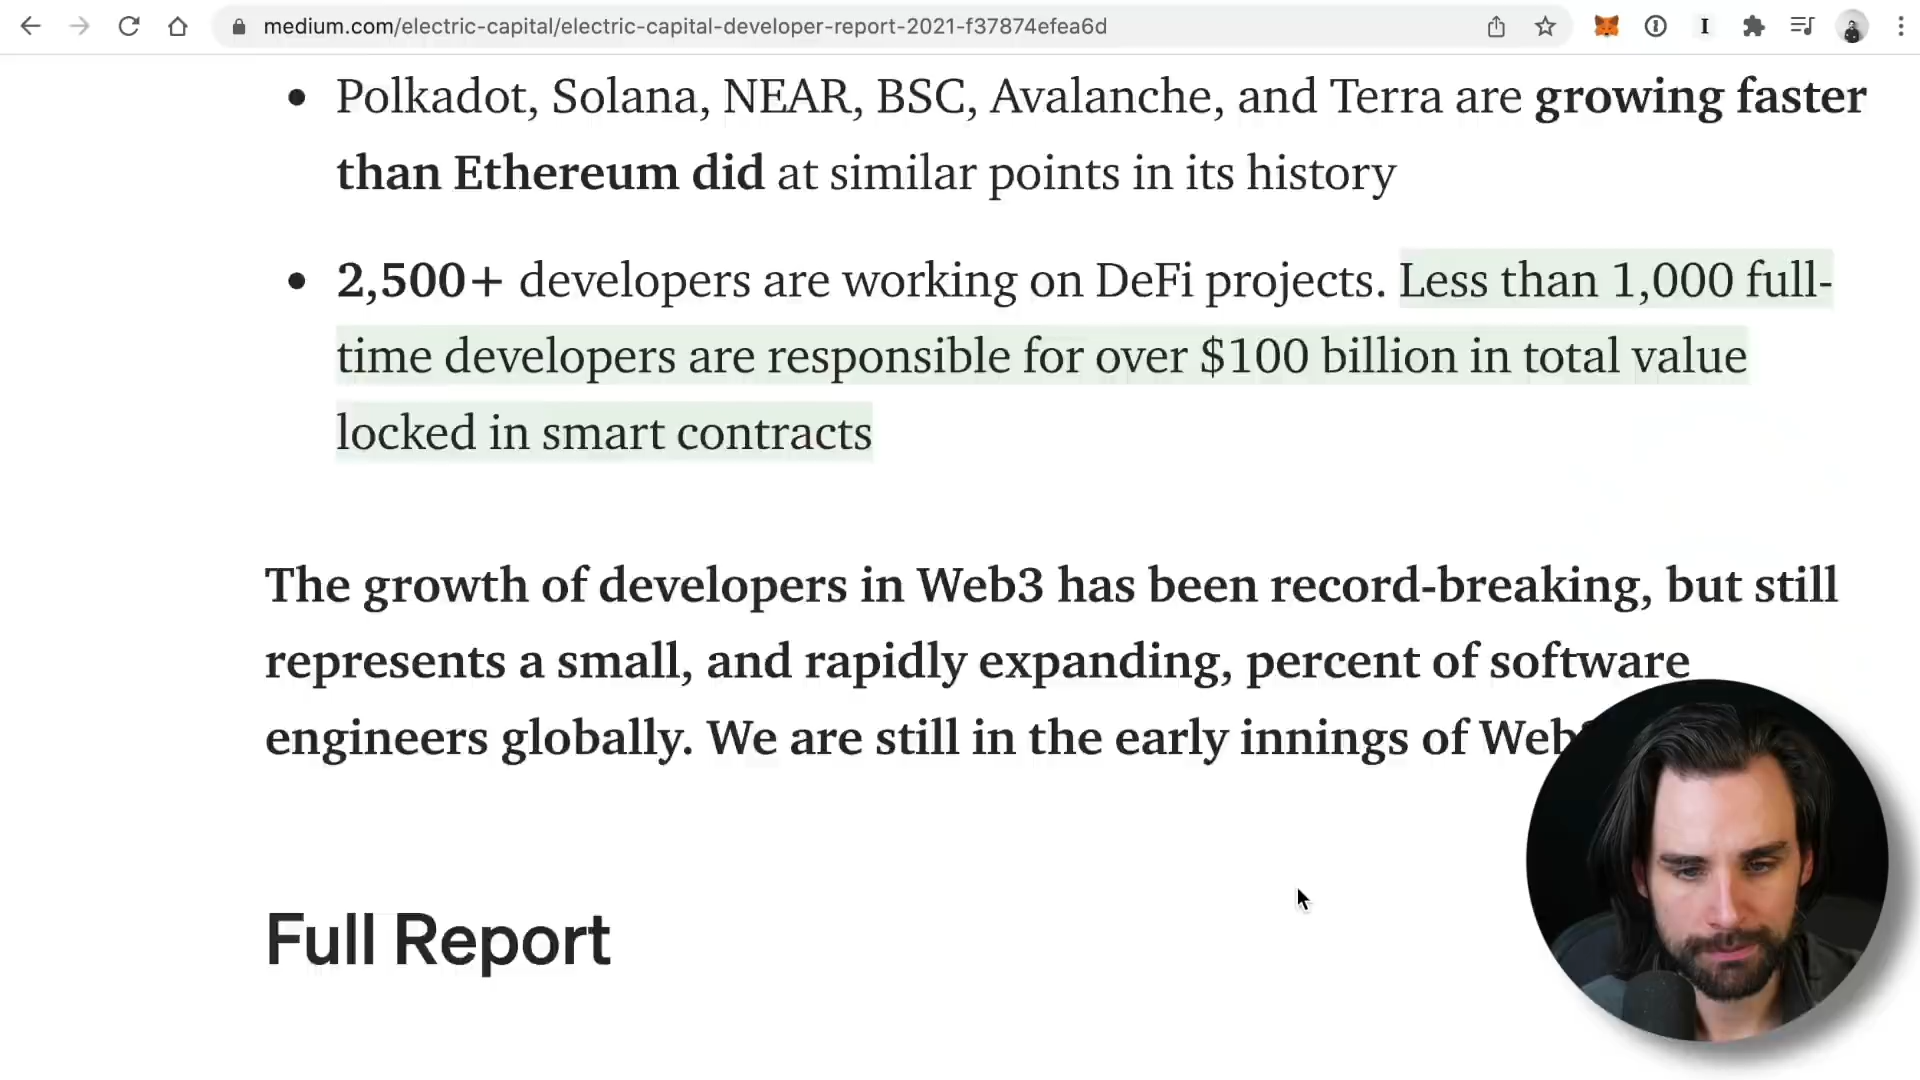 medium.com/electric-capital/electric-capital-developer-report-2021-f37874efea6d
• Polkadot, Solana, NEAR, BSC, Avalanche, and Terra are growing faster
than Ethereum did at similar points in its history
• 2,500+ developers are working on DeFi projects. Less than 1,000 full-
time developers are responsible for over $100 billion in total value
locked in smart contracts
The growth of developers in Web3 has been record-breaking, but still
represents a small, and rapidly expanding, percent of software
engineers globally. We are still in the early innings of
Full Report